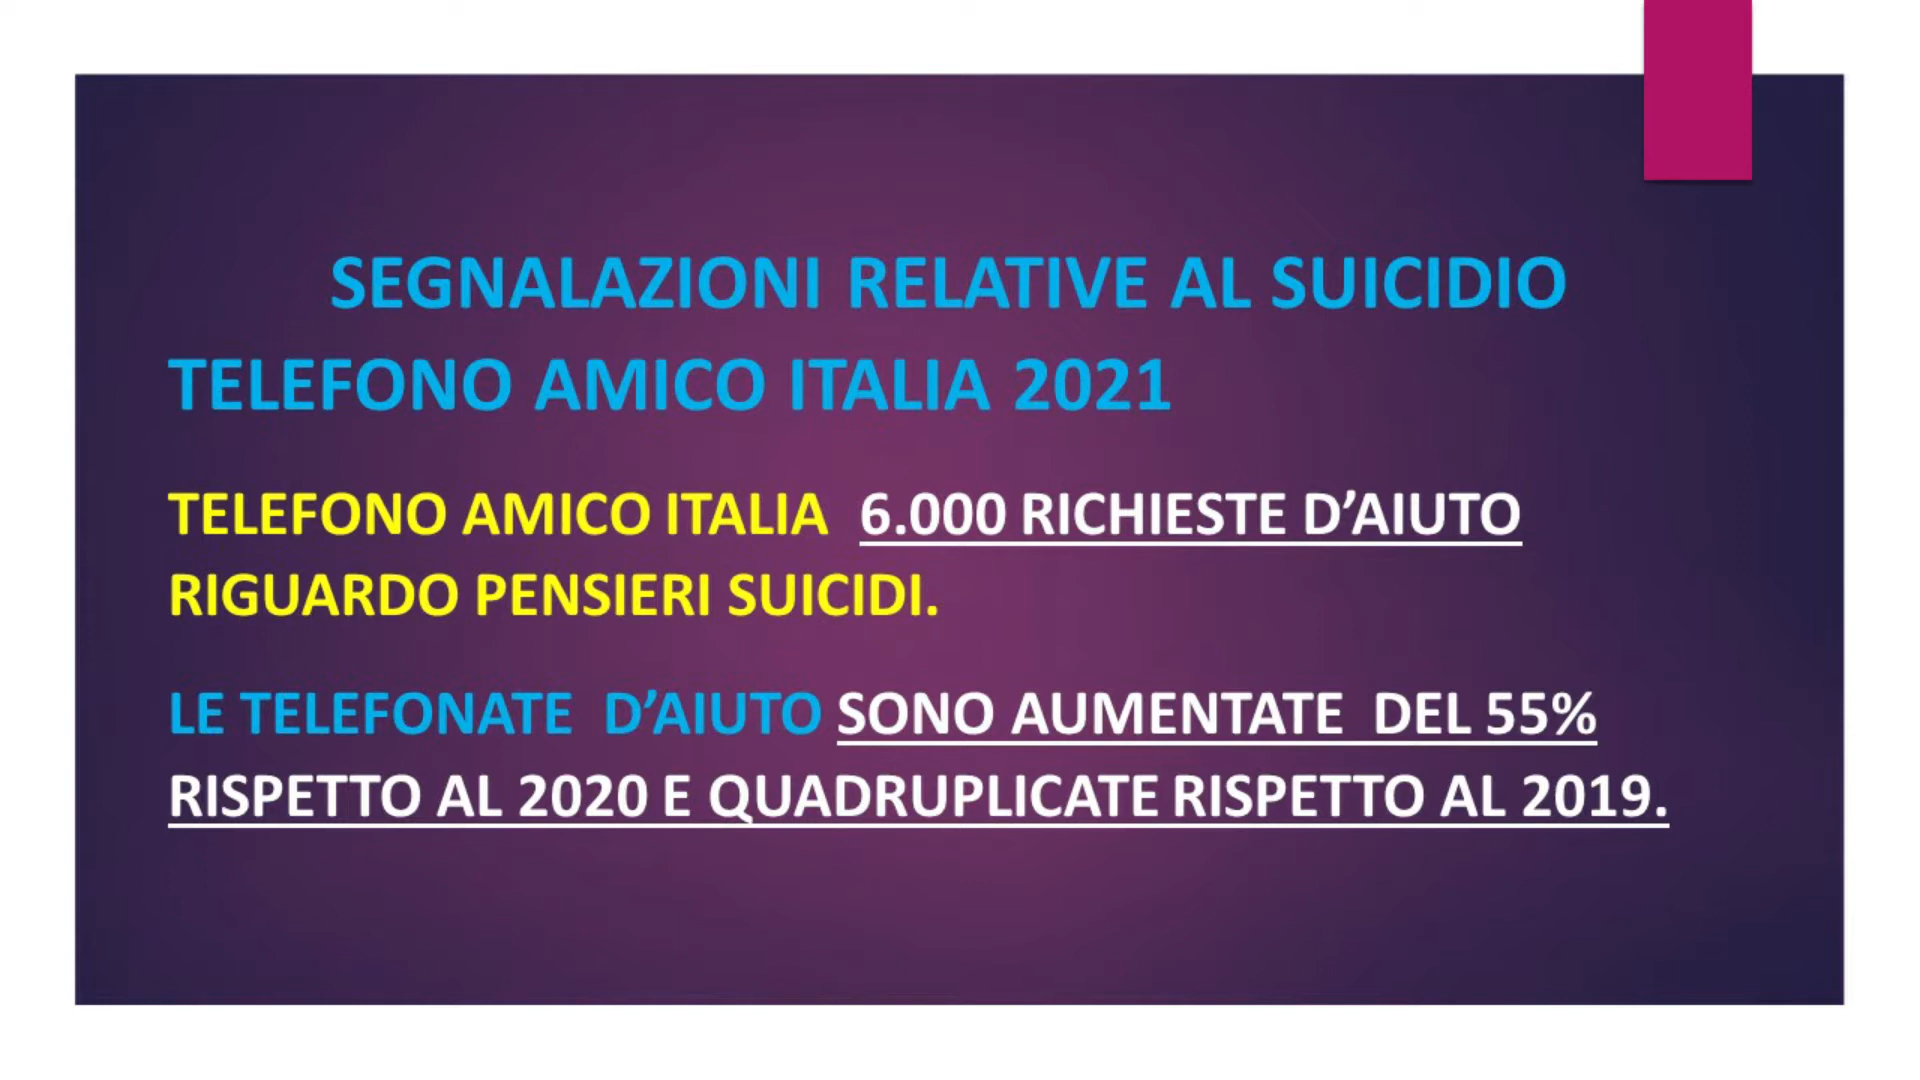 SEGNALAZIONI RELATIVE AL SUICIDIO
TELEFONO AMICO ITALIA 2021
TELEFONO AMICO ITALIA 6.000 RICHIESTE D’AIUTO
RIGUARDO PENSIERI SUICIDI.
LE TELEFONATE D’AIUTO SONO AUMENTATE DEL 55%
RISPETTO AL 2020 E QUADRUPLICATE RISPETTO AL 2019.